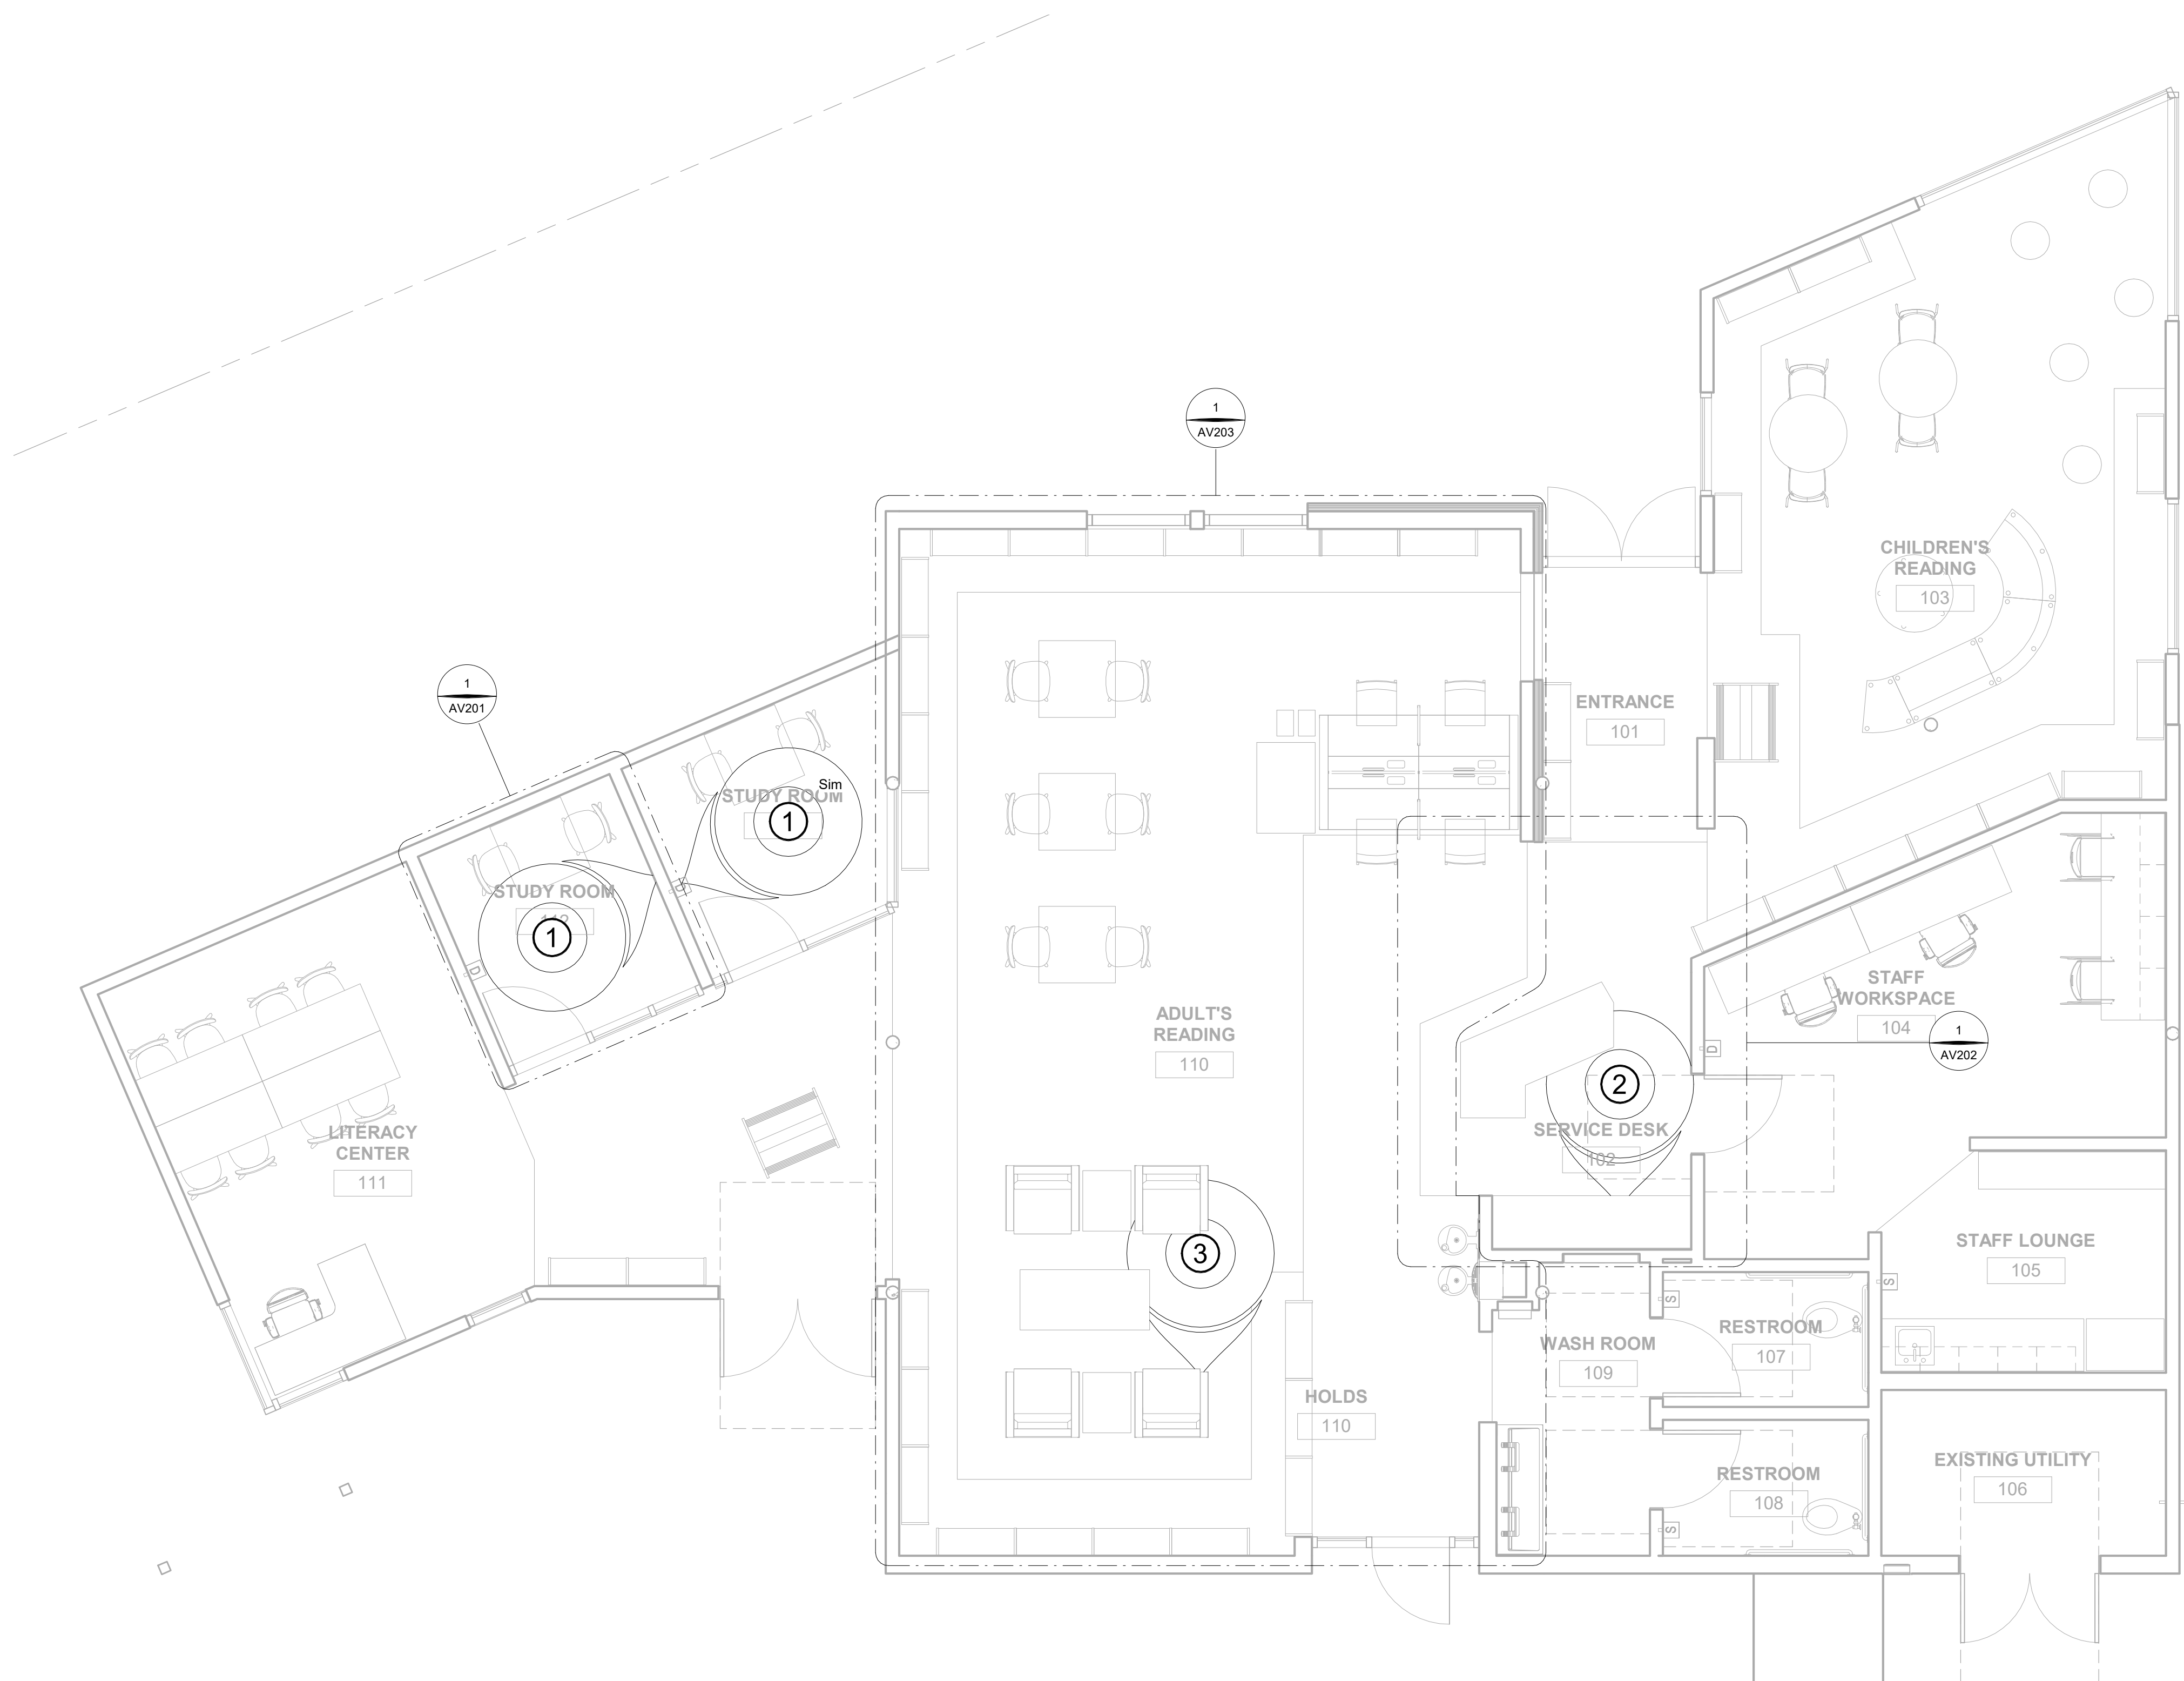 1
AV203
CHILDREN'S
READING
103
1
AV201
ENTRANCE
101
Sim
STUDY ROOM
1
STUDY ROOM
112
1
D
D
STAFF
WORKSPACE
104
1
AV202
D
ADULT'S
READING
110
2
SERVICE DESK
102
LITERACY
CENTER
111
3
STAFF LOUNGE
105
S
S
RESTROOM
107
WASH ROOM
109
HOLDS
110
RESTROOM
108
S
EXISTING UTILITY
106